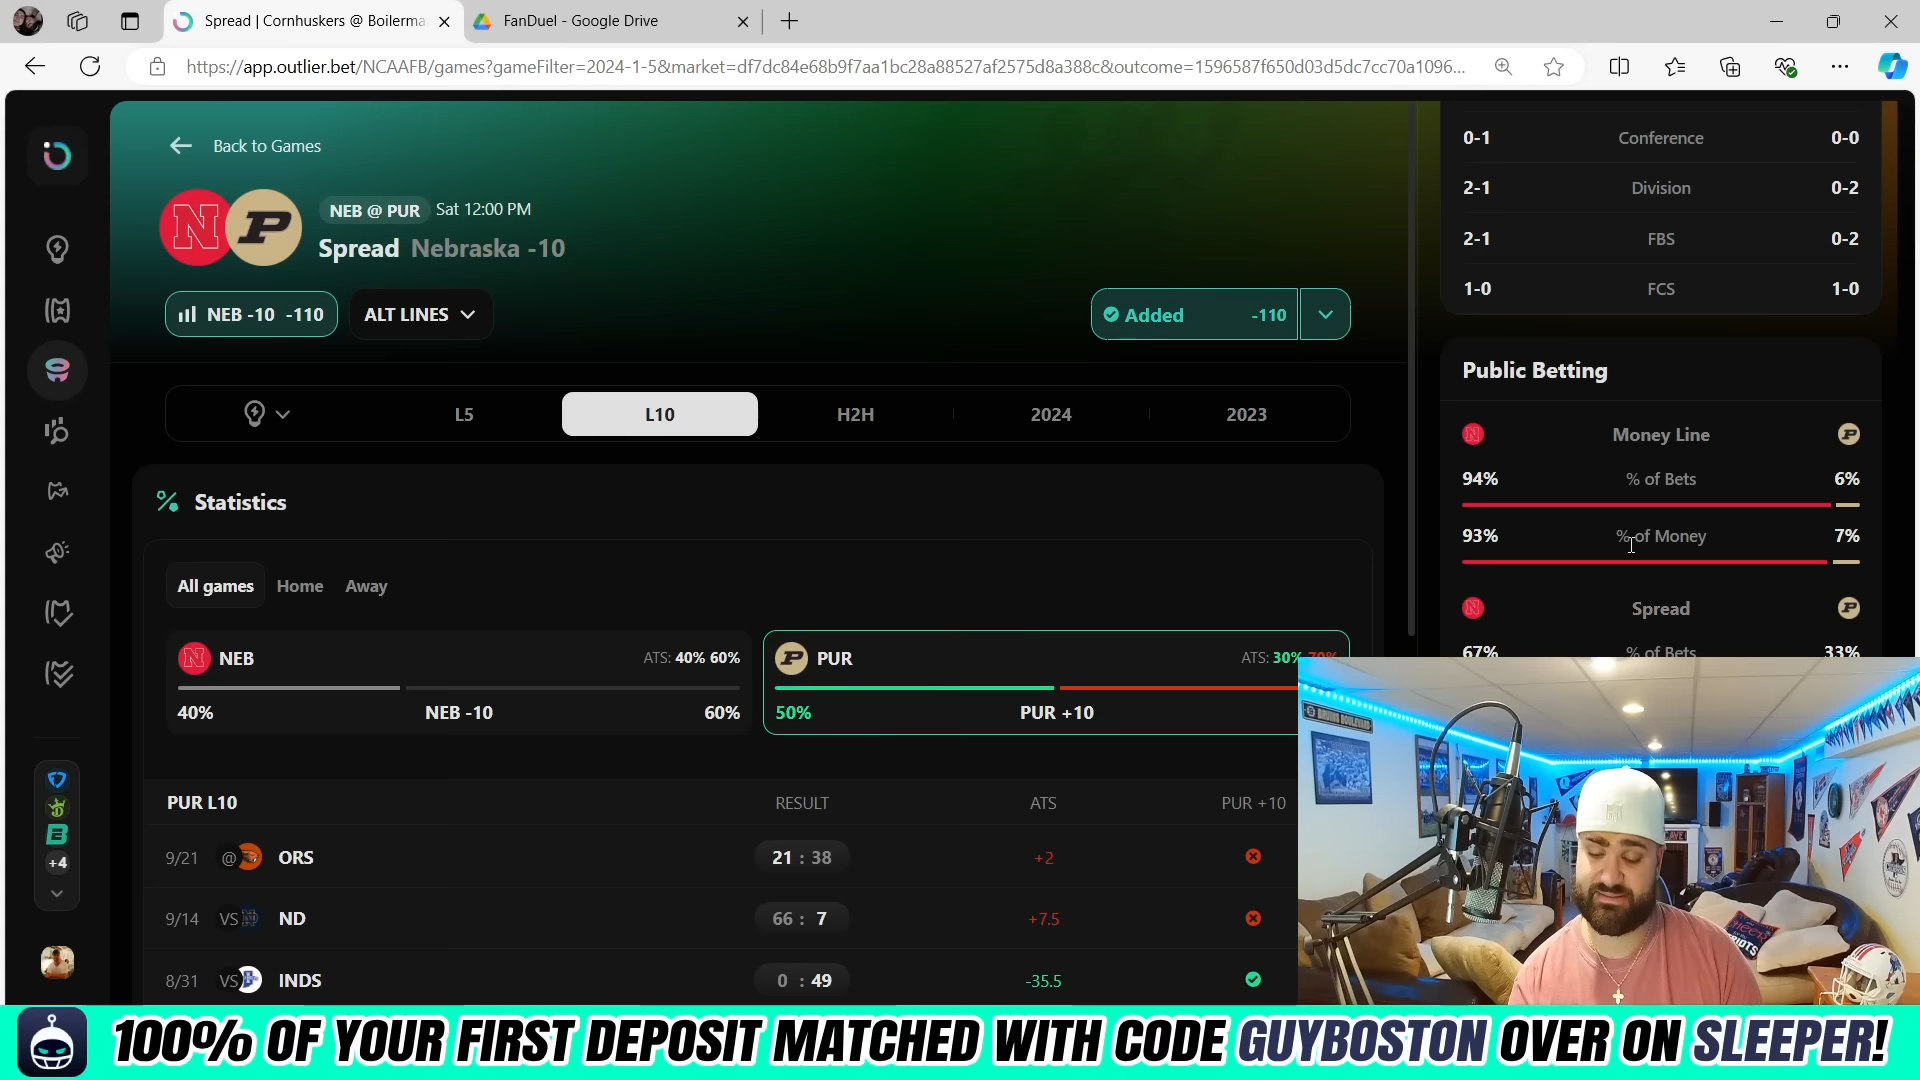 Spread | Cornhuskers @ Boilerma
FanDuel - Google Drive
https://app.outlier.bet/NCAAFB/games?gameFilter=2024-1-5&market=df7dc84e68b9f7aa1bc28a88527af2575d8a388c&outcome=1596587f650d03d5dc7cc70a1096...
Back to Games
NEB @ PUR Sat 12:00 PM
Spread Nebraska -10
NEB -10 -110 ALT LINES
Added -110
L5 L10 H2H 2024 2023
Statistics
All games Home Away
NEB ATS: 40% 60%
40% NEB -10 60%
PUR ATS: 30% 70%
50% PUR +10
PUR L10 RESULT ATS PUR +10
9/21 @ ORS 21 : 38 +2
9/14 VS ND 66 : 7 +7.5
8/31 VS INDS 0 : 49 -35.5
+4
0-1 Conference 0-0
2-1 Division 0-2
2-1 FBS 0-2
1-0 FCS 1-0
Public Betting
N Money Line P
94% % of Bets 6%
93% % of Money 7%
N Spread P
67% % of Bets 33%
BRUINS BOULEVARD
100% OF YOUR FIRST DEPOSIT MATCHED WITH CODE GUYBOSTON OVER ON SLEEPER!